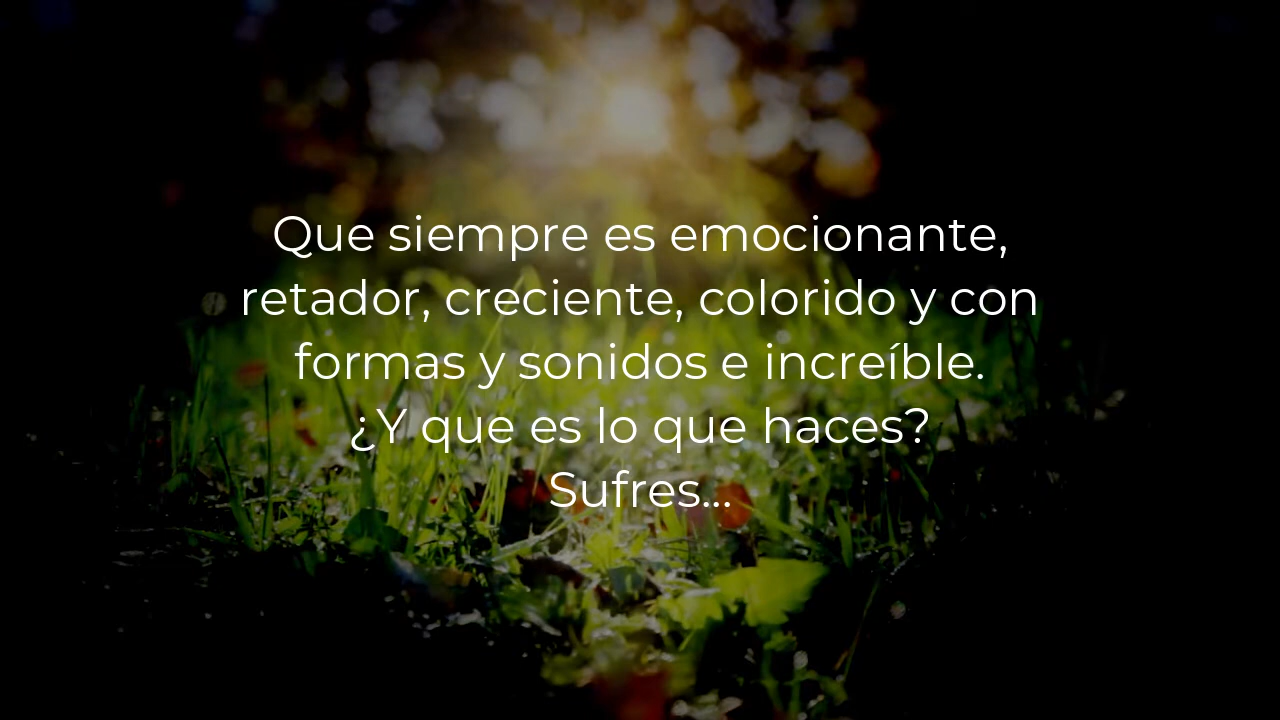 Que siempre es emocionante,
retador, creciente, colorido y con
formas y sonidos e increíble.
¿Y que es lo que haces?
Sufres...